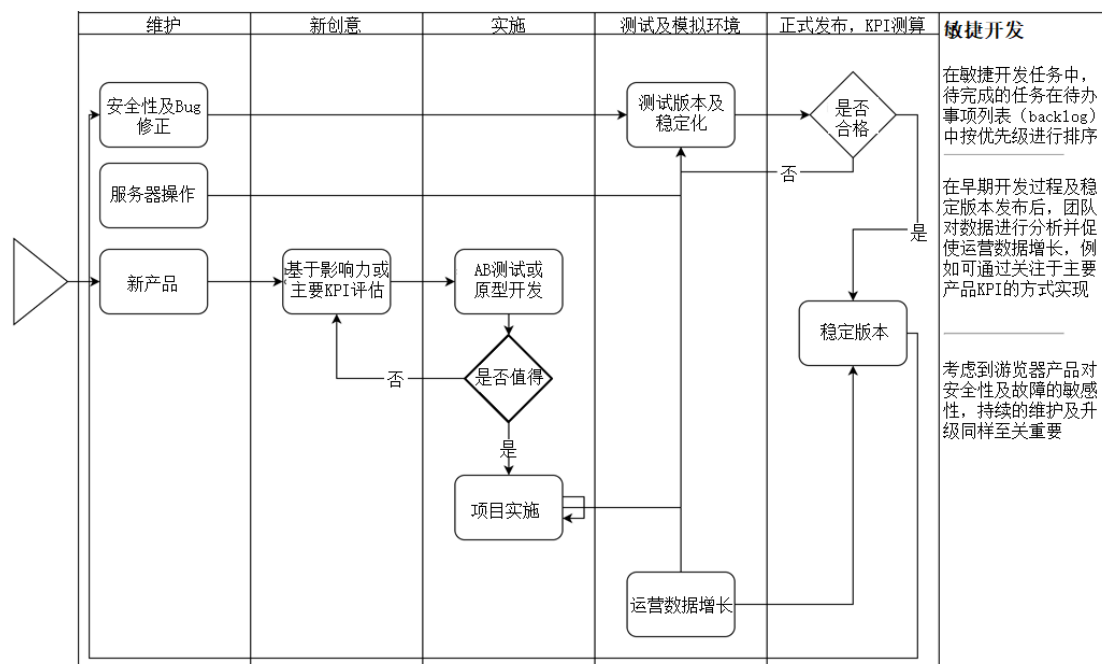 维护
新创意
实施
测试及模拟环境
正式发布，KPI测算
敏捷开发
安全性及Bug
修正
测试版本及
稳定化
是否
合格
在敏捷开发任务中，
待完成的任务在待办
事项列表（backlog）
中按优先级进行排序
服务器操作
否
是
在早期开发过程及稳
定版本发布后，团队
对数据进行分析并促
使运营数据增长，例
如可通过关注于主要
产品KPI的方式实现
新产品
基于影响力或
主要KPI评估
AB测试或
原型开发
稳定版本
否
是否值得
是
考虑到游览器产品对
安全性及故障的敏感
性，持续的维护及升
级同样至关重要
项目实施
运营数据增长